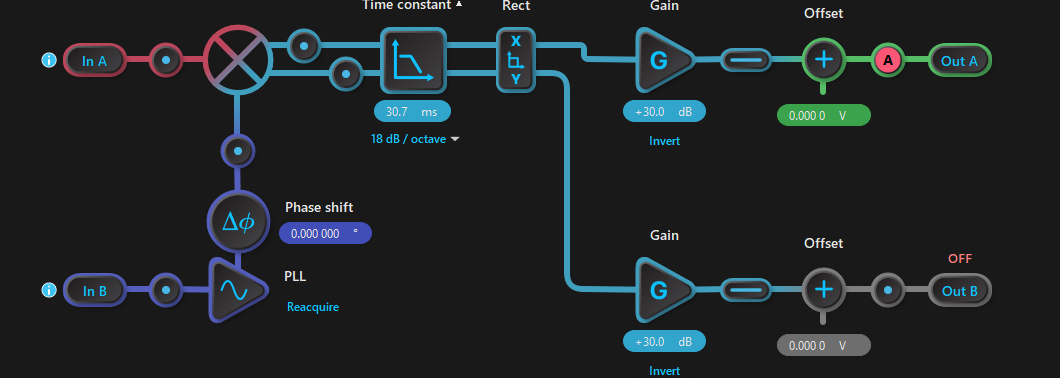 Time constant ▲
Rect
Gain
Offset
In A
X
Y
G
+
A
Out A
30.7 ms
+30.0 dB
0.000 0 V
18 dB / octave
Invert
Phase shift
Δϕ
0.000 000 °
Gain
Offset
OFF
PLL
In B
G
+
Out B
Reacquire
+30.0 dB
0.000 0 V
Invert